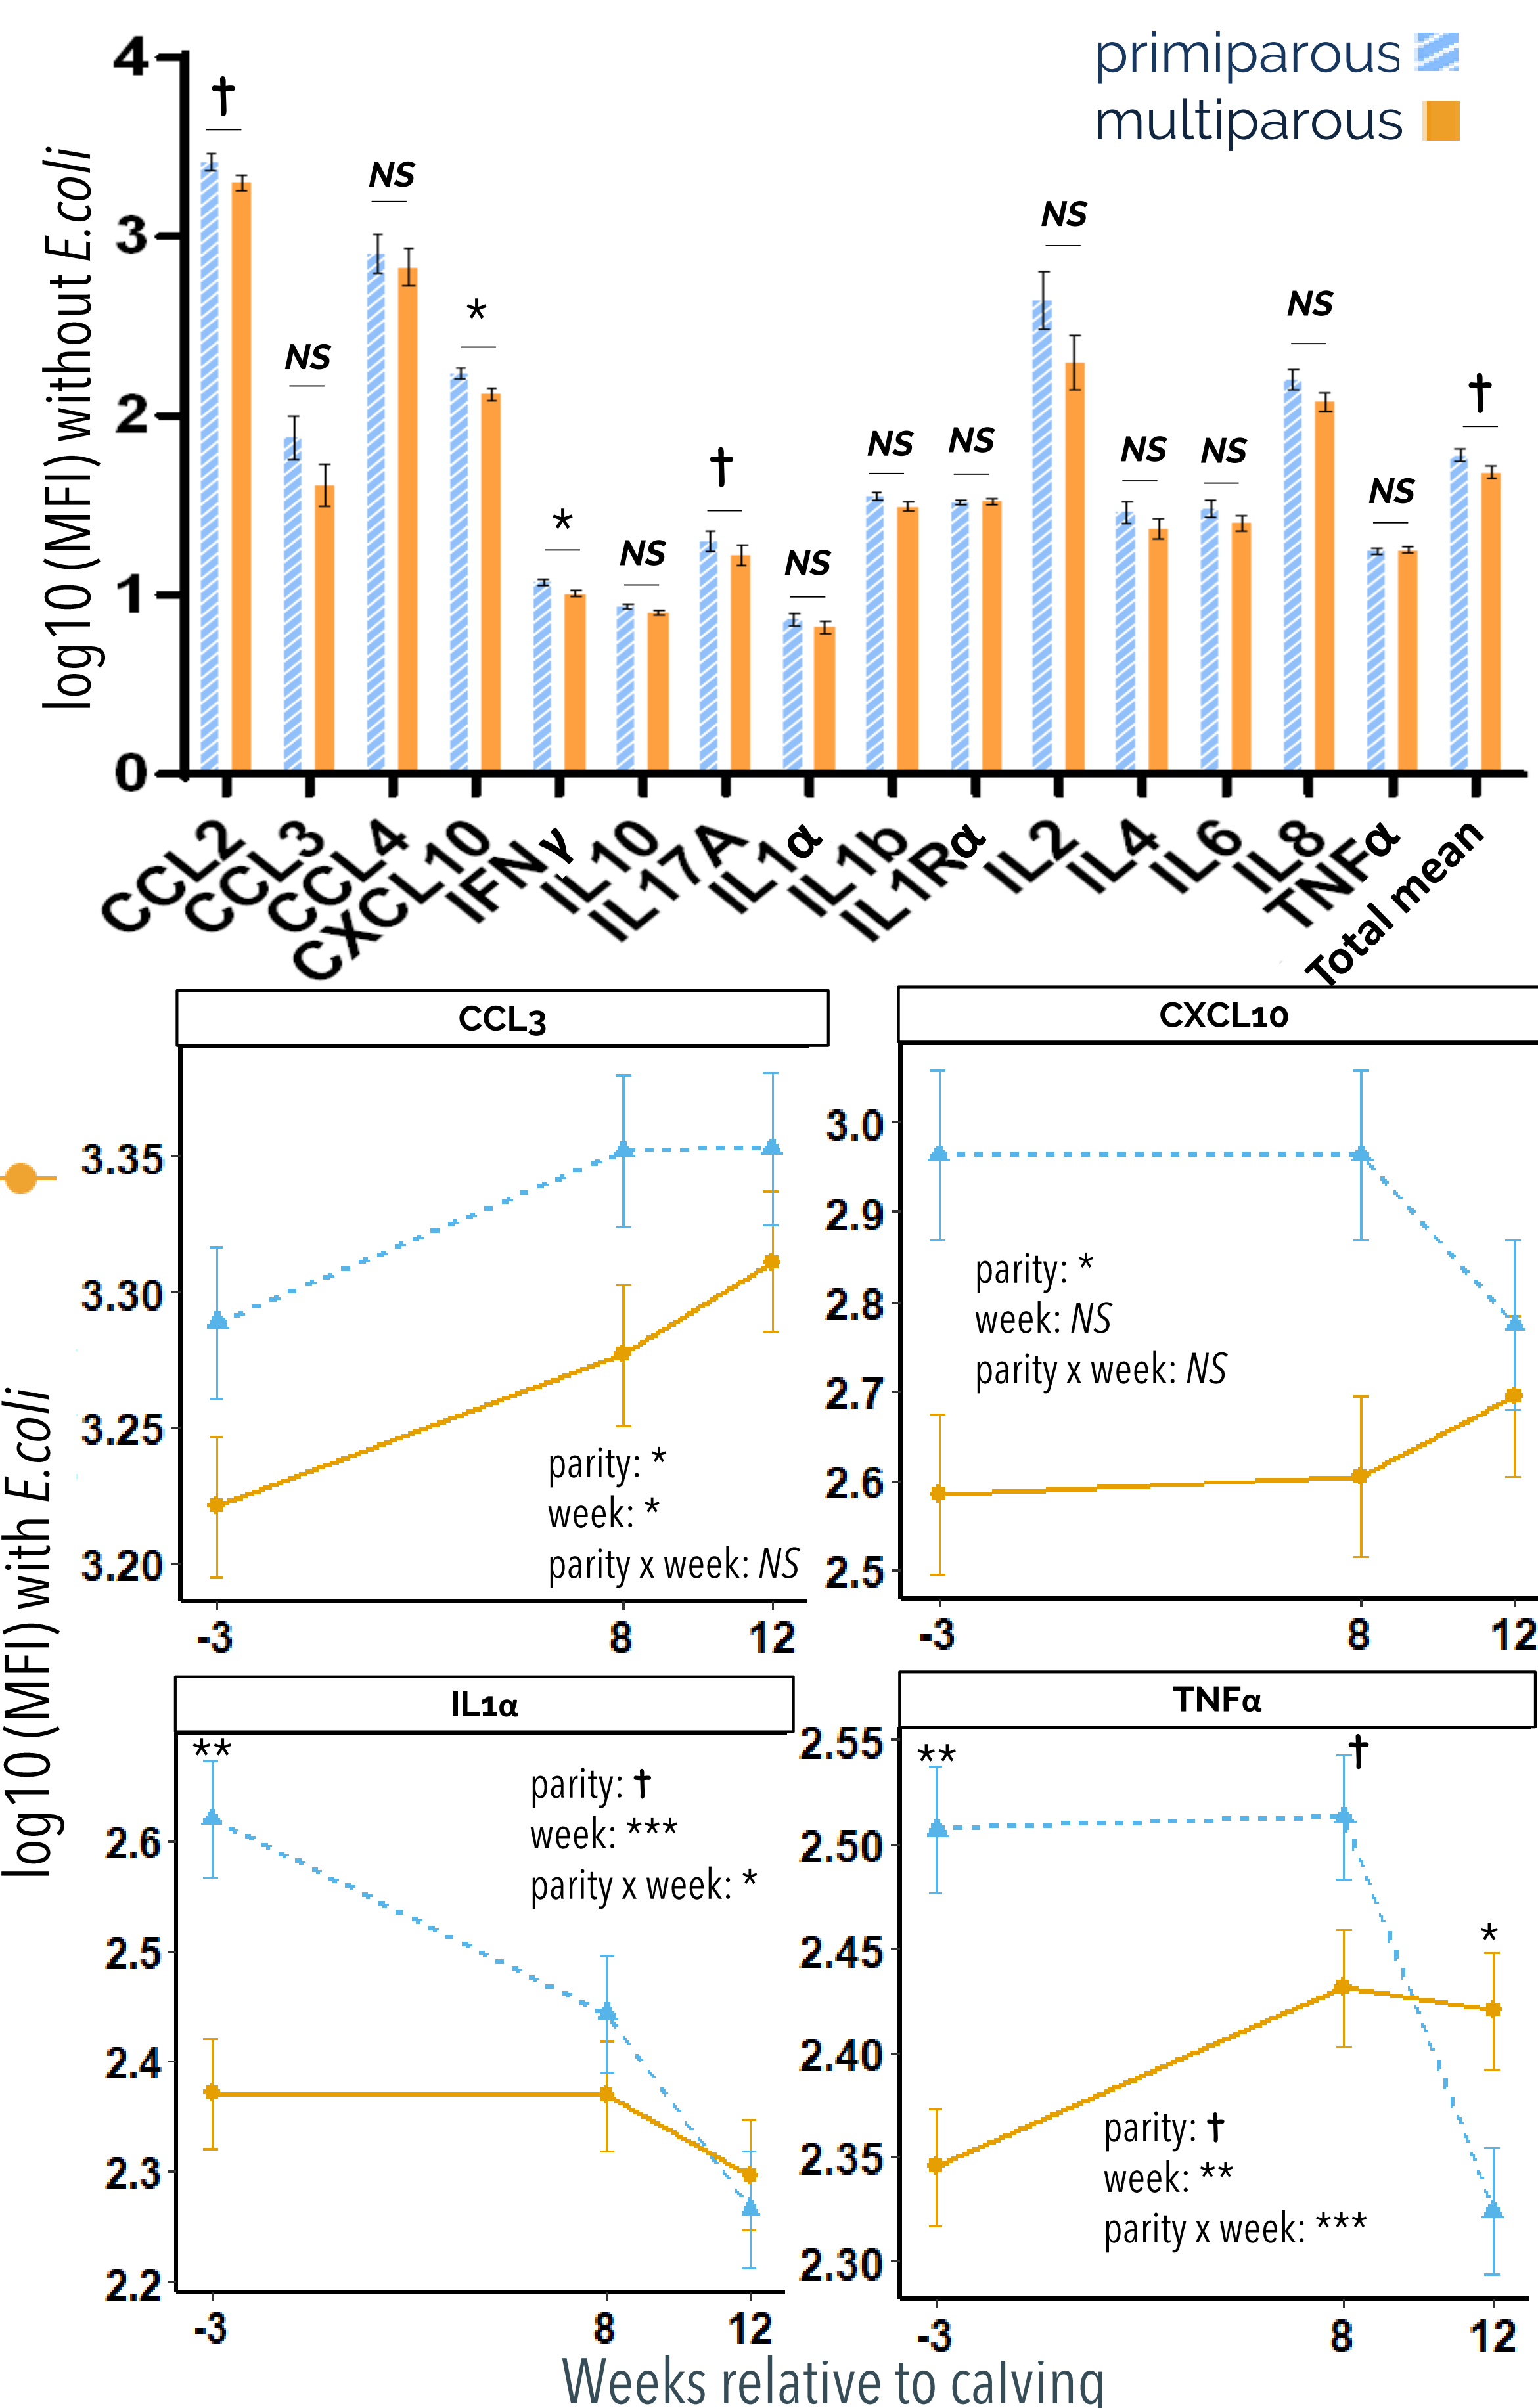 primiparous
multiparous
log10 (MFI) without E.coli
4
3
2
1
0
†
NS
NS
*
*
NS
†
NS
NS
NS
NS
NS
NS
NS
NS
†
CCL2
CCL3
CCL4
CXCL10
IFNγ
IL10
IL17A
IL1α
IL1b
IL1Rα
IL2
IL4
IL6
IL8
TNFα
Total mean
log10 (MFI) with E.coli
CCL3
3.35
3.30
3.25
3.20
parity: *
week: *
parity x week: NS
-3 8 12
CXCL10
3.0
2.9
2.8
2.7
2.6
2.5
parity: *
week: NS
parity x week: NS
-3 8 12
IL1α
**
2.6
2.5
2.4
2.3
2.2
parity: †
week: ***
parity x week: *
-3 8 12
TNFα
2.55
2.50
2.45
2.40
2.35
2.30
**
†
*
parity: †
week: **
parity x week: ***
-3 8 12
Weeks relative to calving